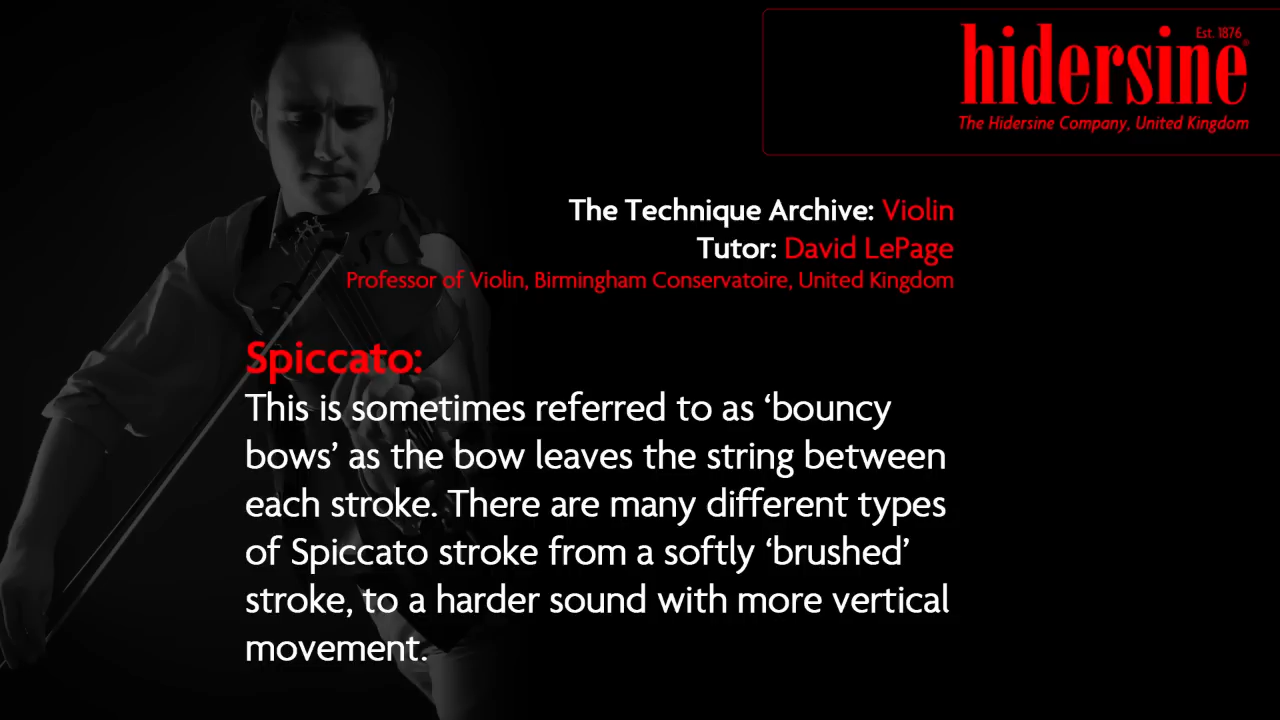 Est. 1876
hidersine®
The Hidersine Company, United Kingdom
The Technique Archive: Violin
Tutor: David LePage
Professor of Violin, Birmingham Conservatoire, United Kingdom
Spiccato:
This is sometimes referred to as ‘bouncy
bows’ as the bow leaves the string between
each stroke. There are many different types
of Spiccato stroke from a softly ‘brushed’
stroke, to a harder sound with more vertical
movement.